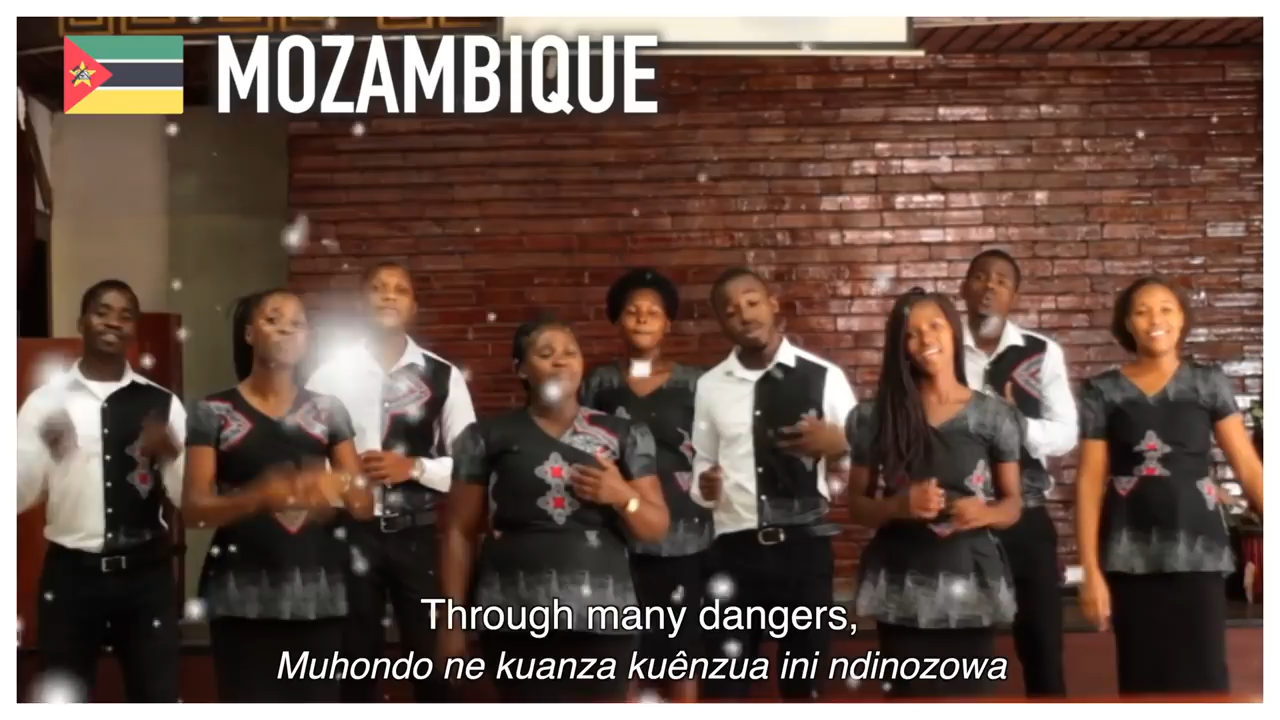 MOZAMBIQUE
Through many dangers,
Muhondo ne kuanza kuênzua ini ndinozowa